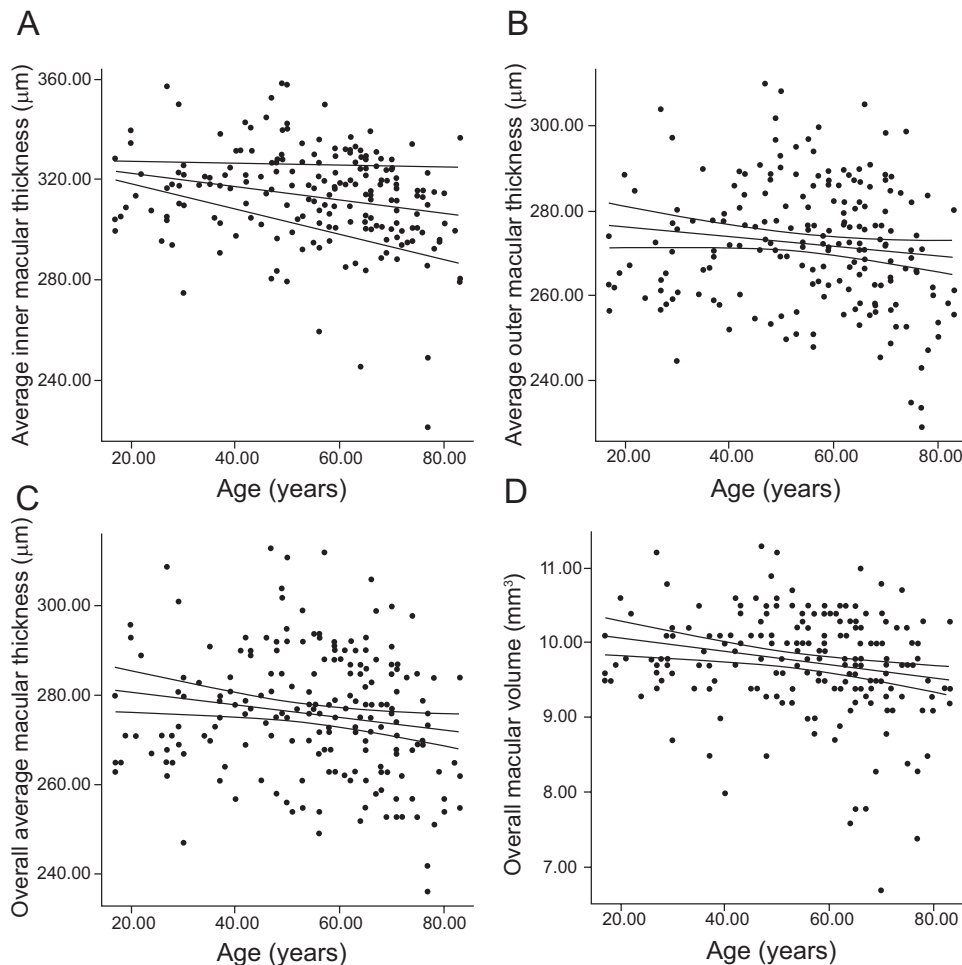 A
Average inner macular thickness (μm)
360.00
320.00
280.00
240.00
20.00 40.00 60.00 80.00
Age (years)
B
Average outer macular thickness (μm)
300.00
280.00
260.00
240.00
20.00 40.00 60.00 80.00
Age (years)
C
Overall average macular thickness (μm)
300.00
280.00
260.00
240.00
20.00 40.00 60.00 80.00
Age (years)
D
Overall macular volume (mm³)
11.00
10.00
9.00
8.00
7.00
20.00 40.00 60.00 80.00
Age (years)